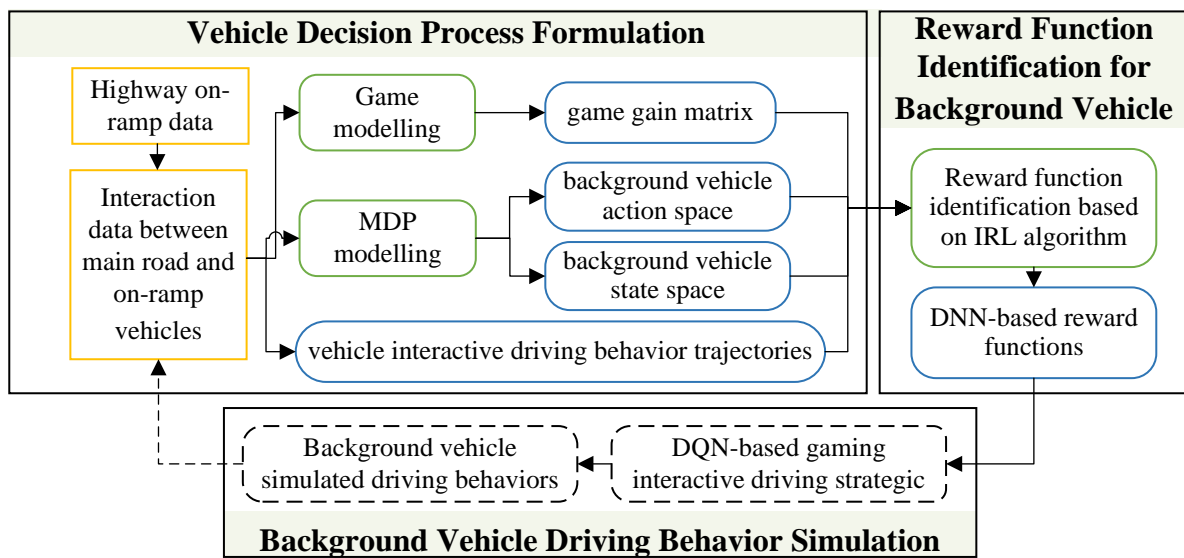 Vehicle Decision Process Formulation
Highway on-
ramp data
Interaction
data between
main road and
on-ramp
vehicles
Game
modelling
MDP
modelling
game gain matrix
background vehicle
action space
background vehicle
state space
vehicle interactive driving behavior trajectories
Reward Function
Identification for
Background Vehicle
Reward function
identification based
on IRL algorithm
DNN-based reward
functions
Background vehicle
simulated driving behaviors
DQN-based gaming
interactive driving strategic
Background Vehicle Driving Behavior Simulation